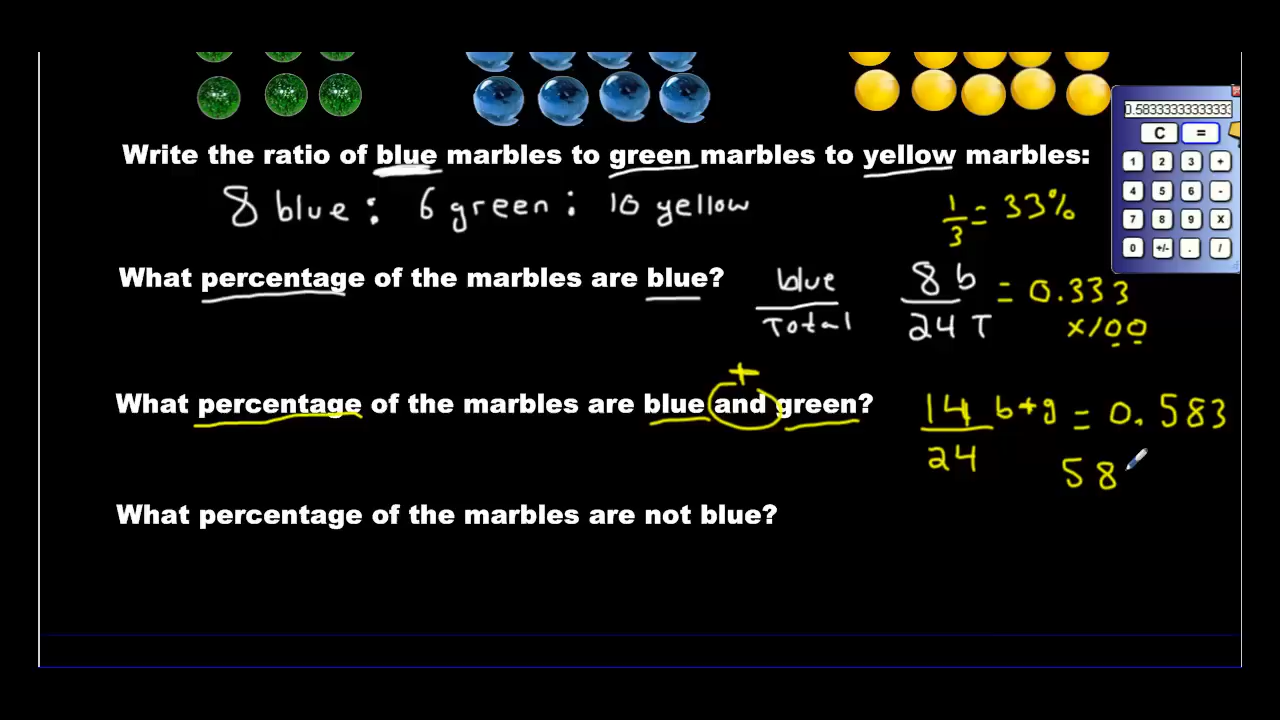 0.58333333333333
C =
1 2 3 +
4 5 6 -
7 8 9 X
0 +/- . /
Write the ratio of blue marbles to green marbles to yellow marbles:
8 blue : 6 green : 10 yellow
1/3 = 33%
What percentage of the marbles are blue?
blue/Total 8 b/24 T = 0.333
x100
+
What percentage of the marbles are blue and green?
14/24 b+g = 0.583
58
What percentage of the marbles are not blue?